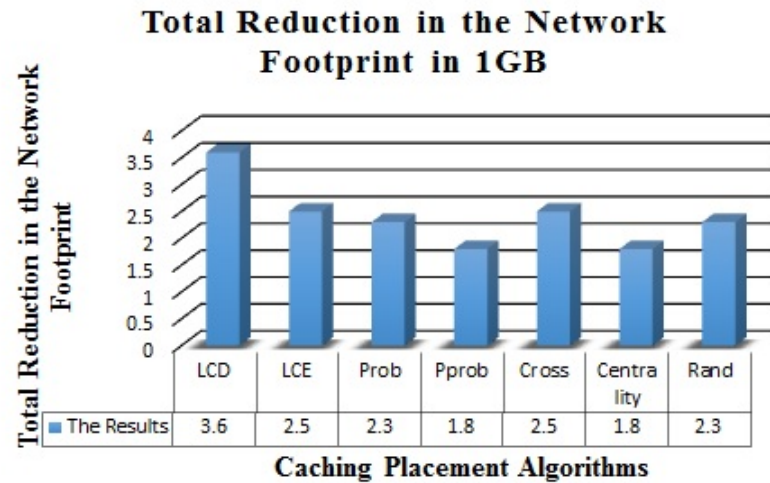 Total Reduction in the Network
Footprint in 1GB
Total Reduction in the Network
Footprint
4
3.5
3
2.5
2
1.5
1
0.5
0
LCD LCE Prob Pprob Cross Centra Rand
lity
The Results 3.6 2.5 2.3 1.8 2.5 1.8 2.3
Caching Placement Algorithms